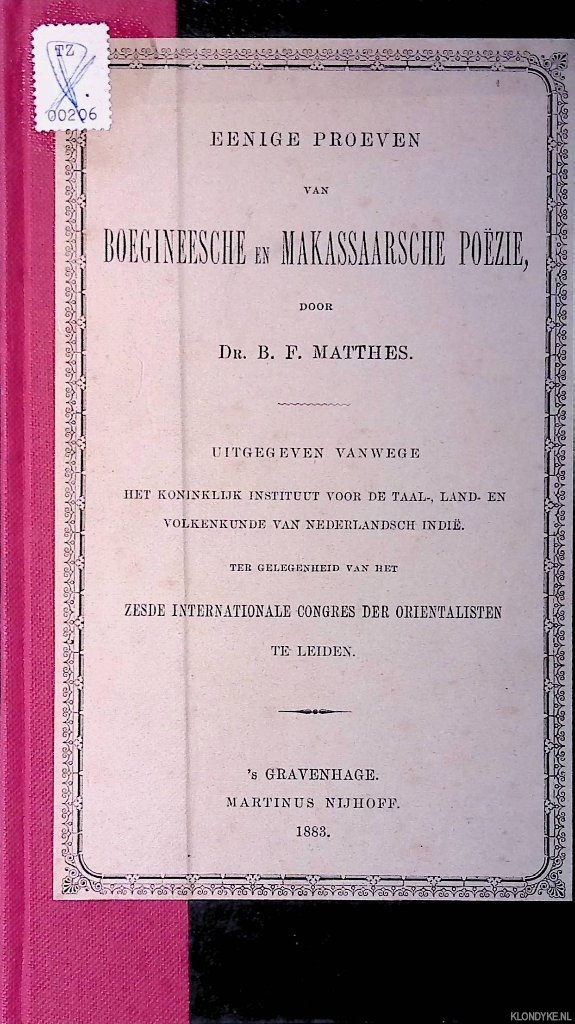 TZ
00206
EENIGE PROEVEN
VAN
BOEGINEESCHE EN MAKASSAARSCHE POËZIE,
DOOR
DR. B. F. MATTHES.
UITGEGEVEN VANWEGE
HET KONINKLIJK INSTITUUT VOOR DE TAAL-, LAND- EN
VOLKENKUNDE VAN NEDERLANDSCH INDIË.
TER GELEGENHEID VAN HET
ZESDE INTERNATIONALE CONGRES DER ORIENTALISTEN
TE LEIDEN.
's GRAVENHAGE.
MARTINUS NIJHOFF.
1883.
KLONDYKE.NL